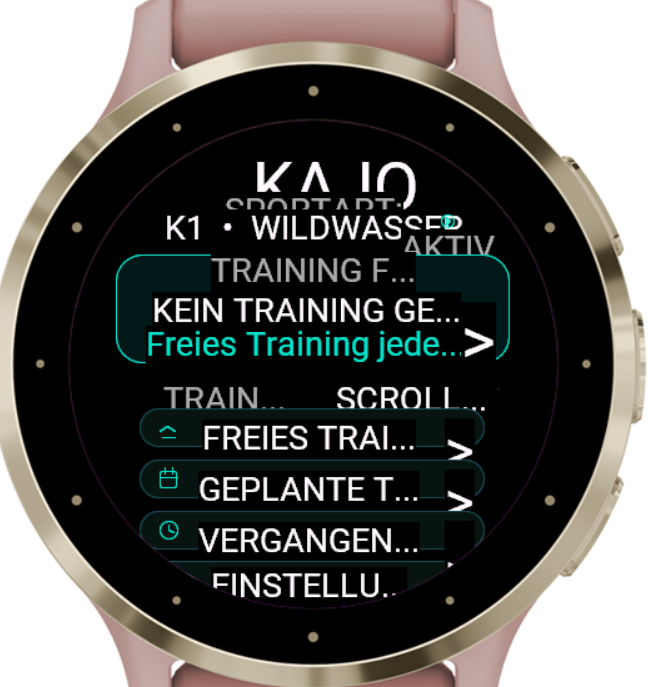 KAJO
SPORTART:
K1 • WILDWASSER
AKTIV
TRAINING F...
KEIN TRAINING GE...
Freies Training jede...>
TRAIN... SCROLL...
FREIES TRAI... >
GEPLANTE T... >
VERGANGEN...
EINSTELLU...